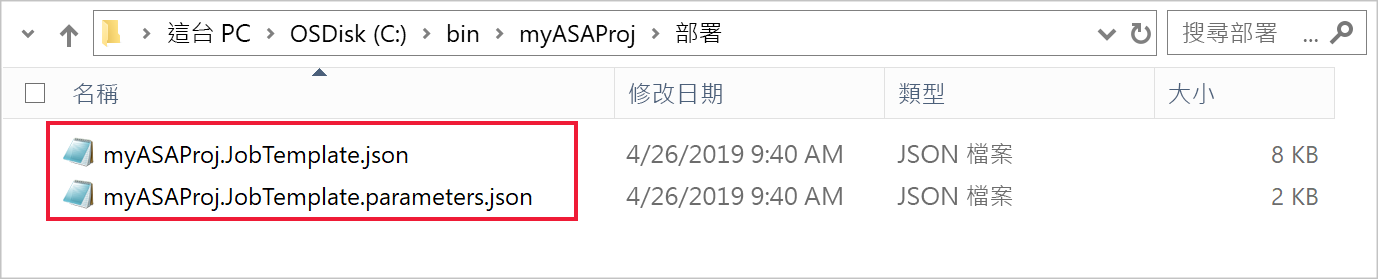 這台 PC > OSDisk (C:) > bin > myASAProj > 部署 搜尋部署 ...
名稱 修改日期 類型 大小
myASAProj.JobTemplate.json 4/26/2019 9:40 AM JSON 檔案 8 KB
myASAProj.JobTemplate.parameters.json 4/26/2019 9:40 AM JSON 檔案 2 KB